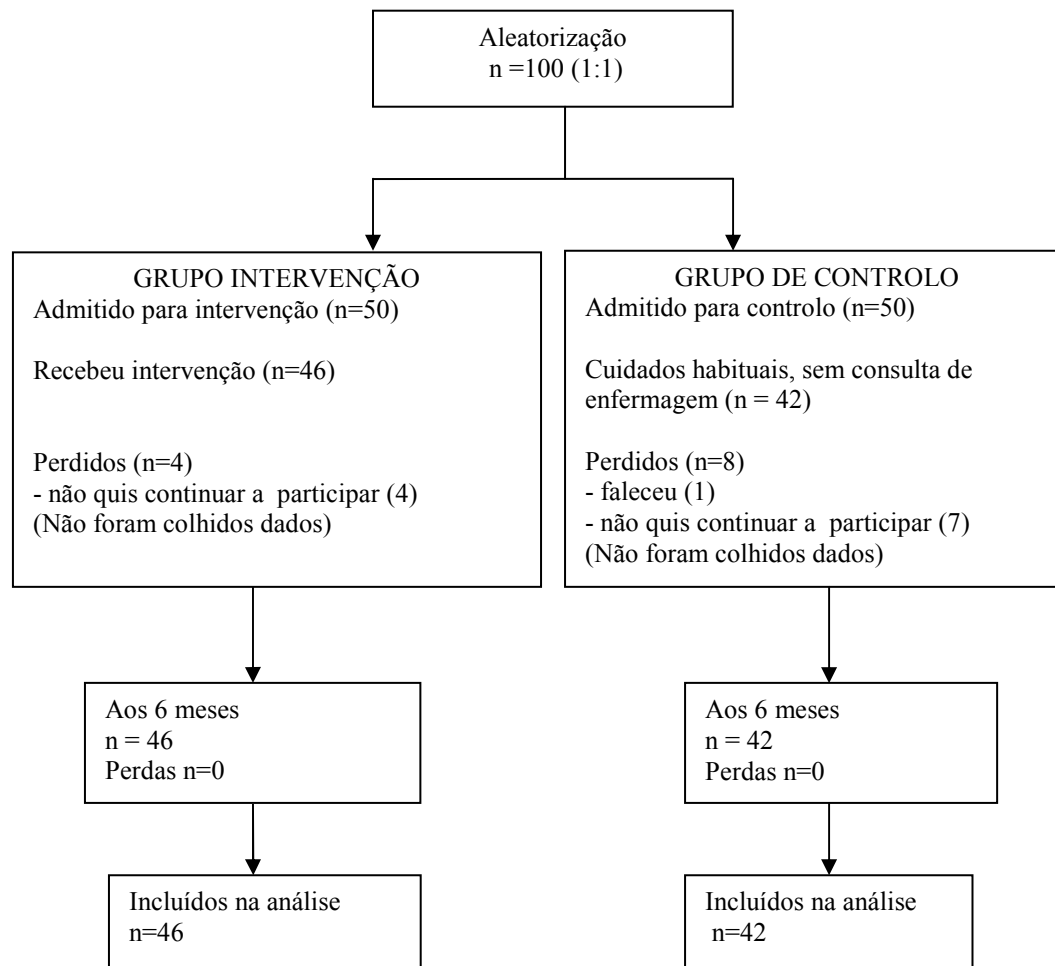 Aleatorização
n =100 (1:1)
GRUPO INTERVENÇÃO
Admitido para intervenção (n=50)
Recebeu intervenção (n=46)
Perdidos (n=4)
- não quis continuar a participar (4)
(Não foram colhidos dados)
GRUPO DE CONTROLO
Admitido para controlo (n=50)
Cuidados habituais, sem consulta de
enfermagem (n = 42)
Perdidos (n=8)
- faleceu (1)
- não quis continuar a participar (7)
(Não foram colhidos dados)
Aos 6 meses
n = 46
Perdas n=0
Aos 6 meses
n = 42
Perdas n=0
Incluídos na análise
n=46
Incluídos na análise
n=42